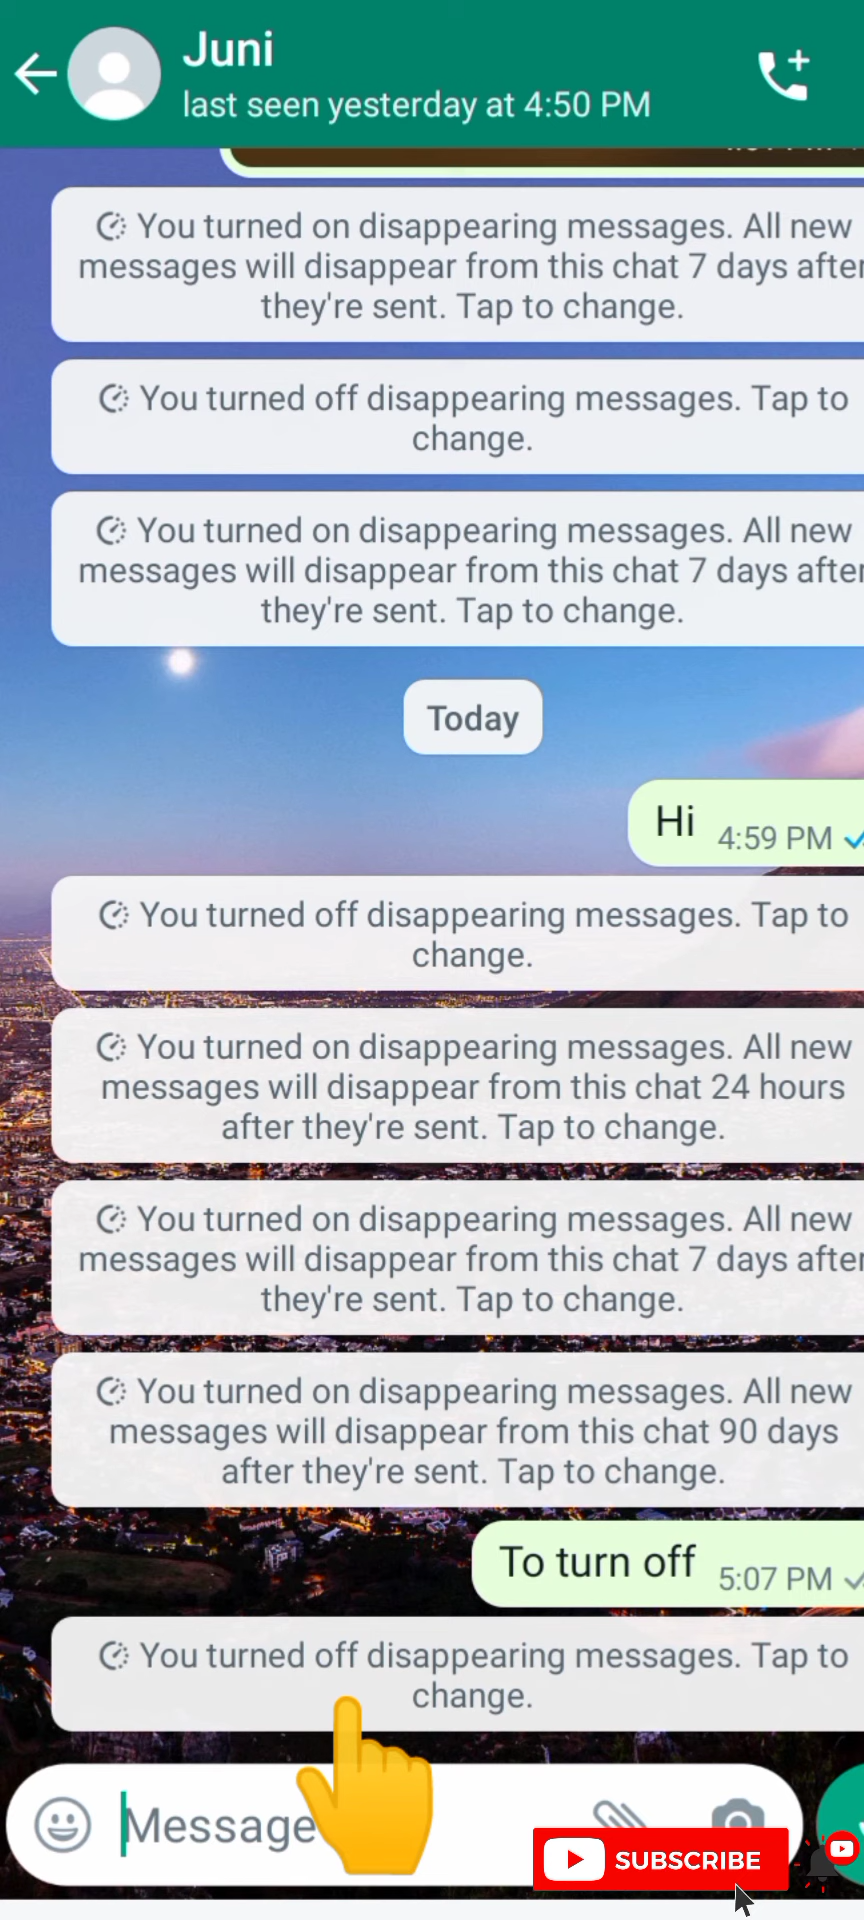 Juni
last seen yesterday at 4:50 PM
You turned on disappearing messages. All new
messages will disappear from this chat 7 days after
they're sent. Tap to change.
You turned off disappearing messages. Tap to
change.
You turned on disappearing messages. All new
messages will disappear from this chat 7 days after
they're sent. Tap to change.
Today
Hi 4:59 PM
You turned off disappearing messages. Tap to
change.
You turned on disappearing messages. All new
messages will disappear from this chat 24 hours
after they're sent. Tap to change.
You turned on disappearing messages. All new
messages will disappear from this chat 7 days after
they're sent. Tap to change.
You turned on disappearing messages. All new
messages will disappear from this chat 90 days
after they're sent. Tap to change.
To turn off 5:07 PM
You turned off disappearing messages. Tap to
change.
Message
SUBSCRIBE